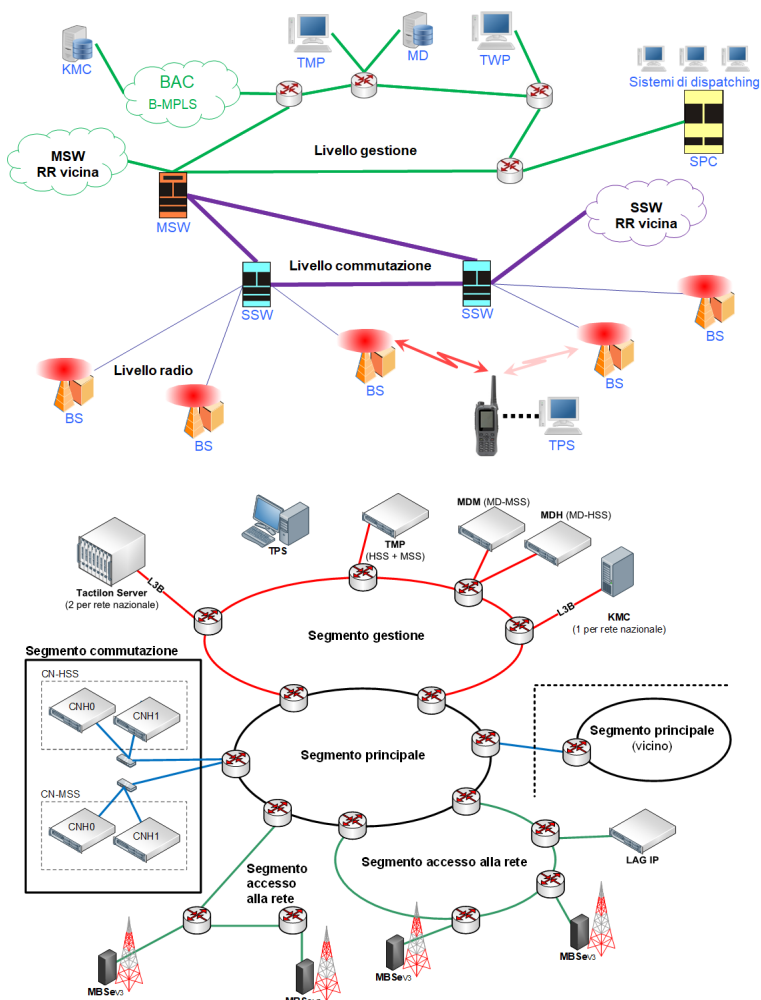 KMC
BAC
B-MPLS
TMP
MD
TWP
Sistemi di dispatching
SPC
MSW
RR vicina
Livello gestione
MSW
SSW
RR vicina
Livello commutazione
SSW
SSW
BS
Livello radio
BS
BS
BS
BS
TPS
Tactilon Server
(2 per rete nazionale)
L3B
TPS
TMP
(HSS + MSS)
MDM (MD-MSS)
MDH (MD-HSS)
L3B
KMC
(1 per rete nazionale)
Segmento gestione
Segmento commutazione
CN-HSS
CNH0
CNH1
CN-MSS
CNH0
CNH1
Segmento principale
Segmento principale
(vicino)
Segmento
accesso
alla rete
Segmento accesso alla rete
LAG IP
MBSeV3
MBSeV3
MBSeV3